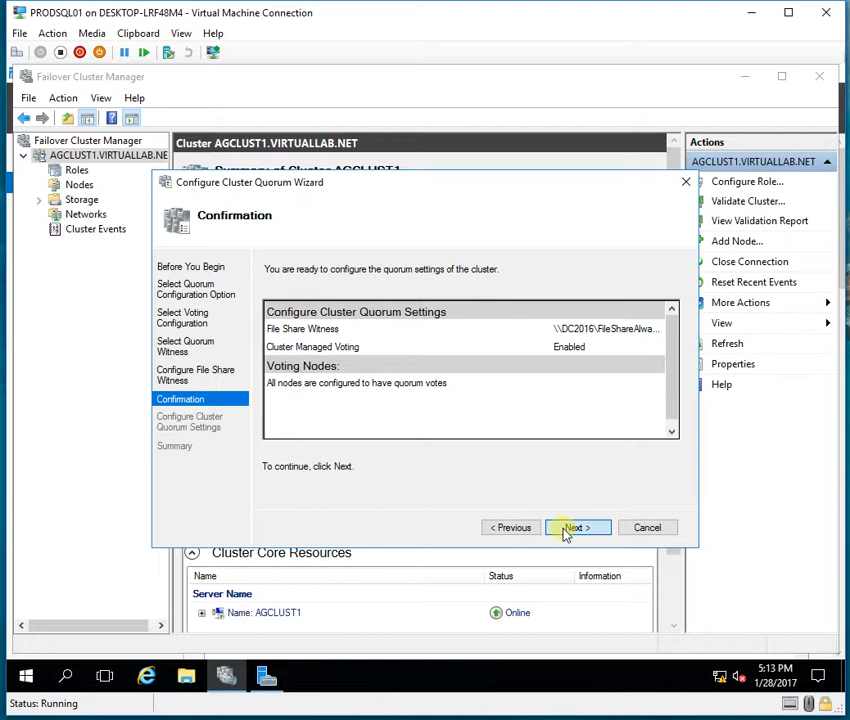 PRODSQL01 on DESKTOP-LRF48M4 - Virtual Machine Connection
File Action Media Clipboard View Help
Failover Cluster Manager
File Action View Help
Failover Cluster Manager
AGCLUST1.VIRTUALLAB.NE
Roles
Nodes
Storage
Networks
Cluster Events
Cluster AGCLUST1.VIRTUALLAB.NET
Summary of Cluster AGCLUST1
Configure Cluster Quorum Wizard
Confirmation
Before You Begin
Select Quorum
Configuration Option
Select Voting
Configuration
Select Quorum
Witness
Configure File Share
Witness
Confirmation
Configure Cluster
Quorum Settings
Summary
You are ready to configure the quorum settings of the cluster.
Configure Cluster Quorum Settings
File Share Witness \\DC2016\FileShareAlwa...
Cluster Managed Voting Enabled
Voting Nodes:
All nodes are configured to have quorum votes
To continue, click Next.
< Previous Next > Cancel
Cluster Core Resources
Name Status Information
Server Name
Name: AGCLUST1 Online
Actions
AGCLUST1.VIRTUALLAB.NET
Configure Role...
Validate Cluster...
View Validation Report
Add Node...
Close Connection
Reset Recent Events
More Actions
View
Refresh
Properties
Help
5:13 PM
1/28/2017
Status: Running